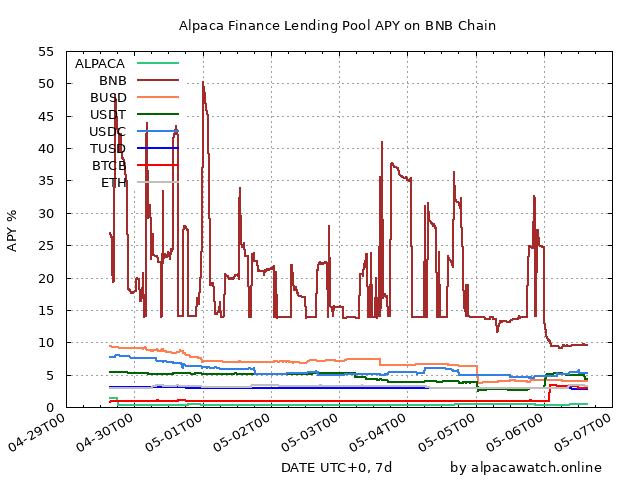 Alpaca Finance Lending Pool APY on BNB Chain
55
50
45
40
35
30
25
20
15
10
5
0
APY %
ALPACA
BNB
BUSD
USDT
USDC
TUSD
BTCB
ETH
04-29T00
04-30T00
05-01T00
05-02T00
05-03T00
05-04T00
05-05T00
05-06T00
05-07T00
DATE UTC+0, 7d
by alpacawatch.online